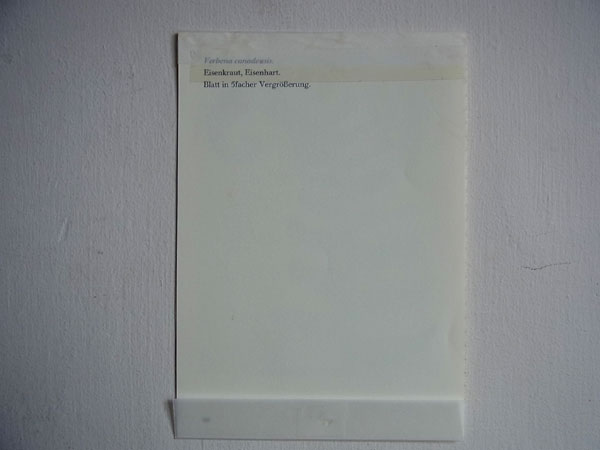 Verbena canadensis.
Eisenkraut, Eisenhart.
Blatt in 5facher Vergrößerung.